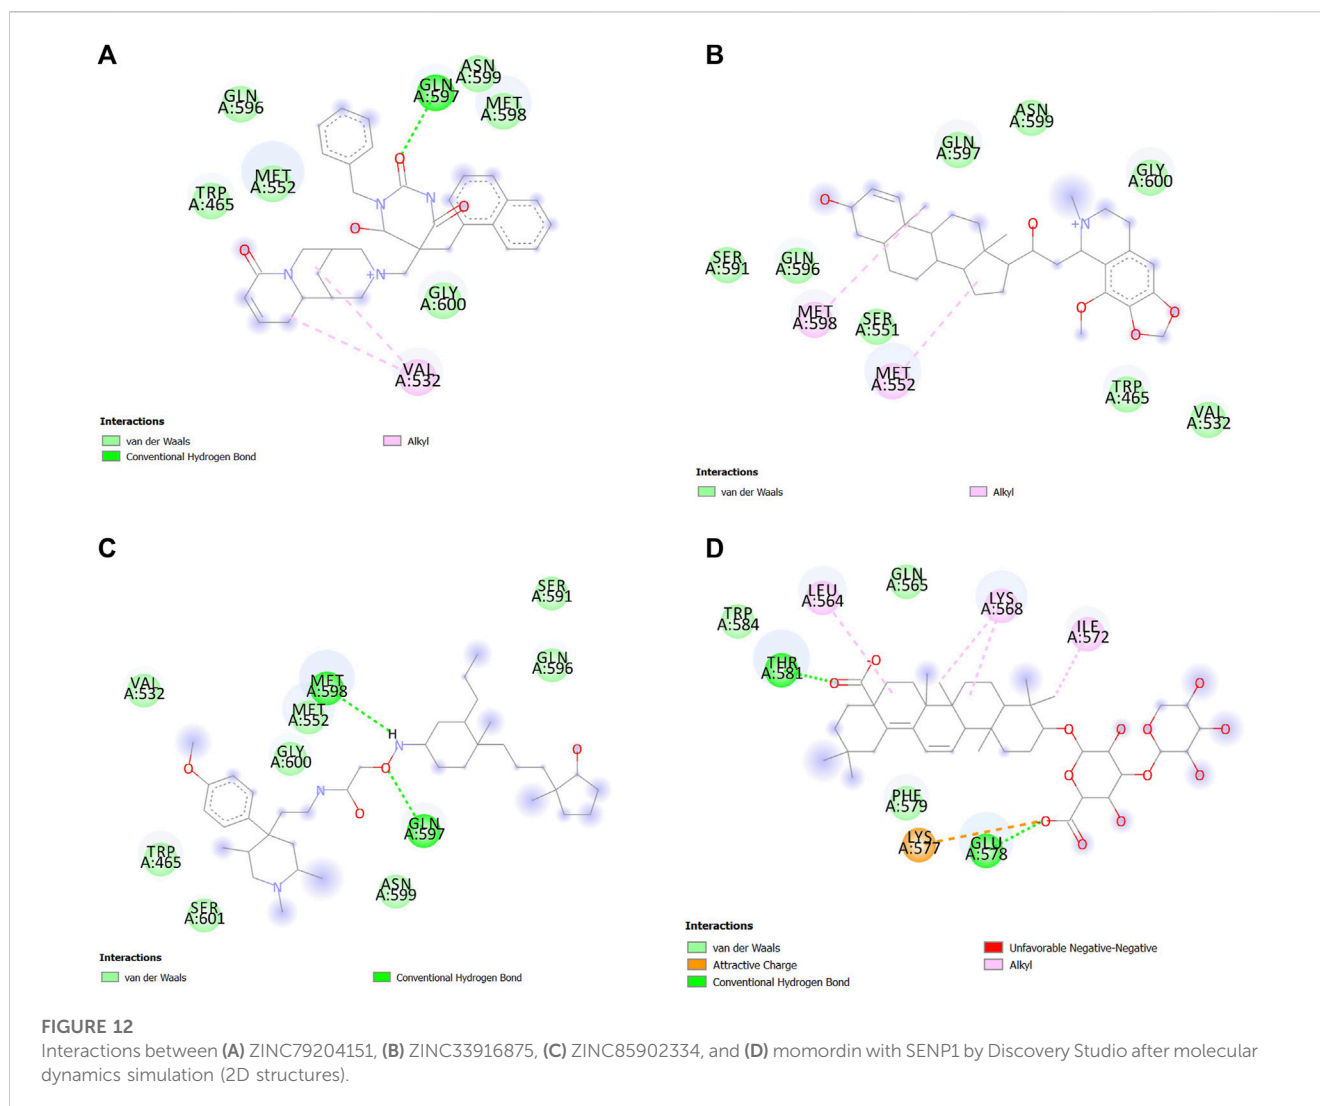 A
GLN
A:596
GLN
A:597
ASN
A:599
MET
A:598
TRP
A:465
MET
A:552
O
N
N
O
O
O
N
N+
GLY
A:600
VAL
A:532
Interactions
van der Waals
Conventional Hydrogen Bond
Alkyl
B
ASN
A:599
GLN
A:597
GLY
A:600
O
O
N+
SER
A:591
GLN
A:596
MET
A:598
SER
A:551
MET
A:552
O
O
O
TRP
A:465
VAL
A:532
Interactions
van der Waals
Alkyl
C
SER
A:591
GLN
A:596
VAL
A:532
MET
A:598
MET
A:552
GLY
A:600
H
N
O
O
O
N
O
GLN
A:597
TRP
A:465
N
ASN
A:599
SER
A:601
Interactions
van der Waals
Conventional Hydrogen Bond
D
LEU
A:564
GLN
A:565
LYS
A:568
TRP
A:584
ILE
A:572
THR
A:581
O
O
O
O
O
O
O
O
O
O
O
O
O
PHE
A:579
LYS
A:577
GLU
A:578
Interactions
van der Waals
Attractive Charge
Conventional Hydrogen Bond
Unfavorable Negative-Negative
Alkyl
FIGURE 12
Interactions between (A) ZINC79204151, (B) ZINC33916875, (C) ZINC85902334, and (D) momordin with SENP1 by Discovery Studio after molecular
dynamics simulation (2D structures).